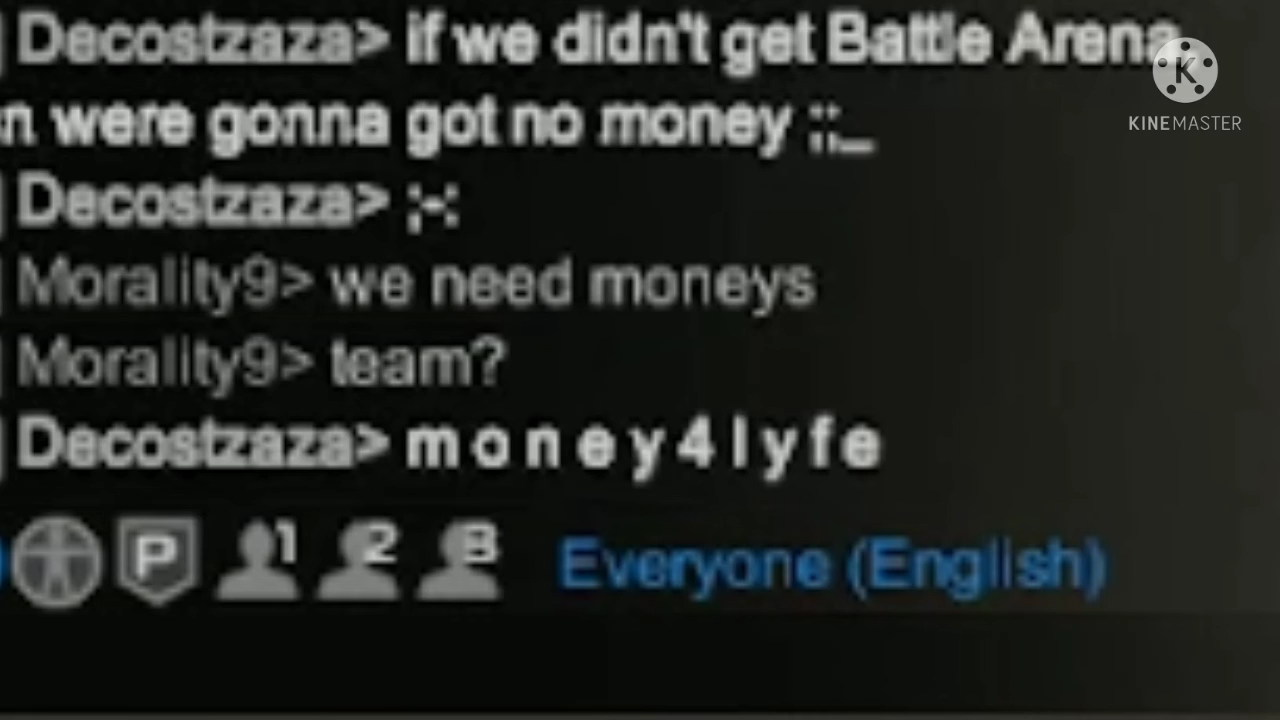 Decostzaza> if we didn't get Battle Arena
n were gonna got no money ;;_
Decostzaza> ;-:
Morality9> we need moneys
Morality9> team?
Decostzaza> m o n e y 4 l y f e
P 1 2 3 Everyone (English)
K
KINEMASTER